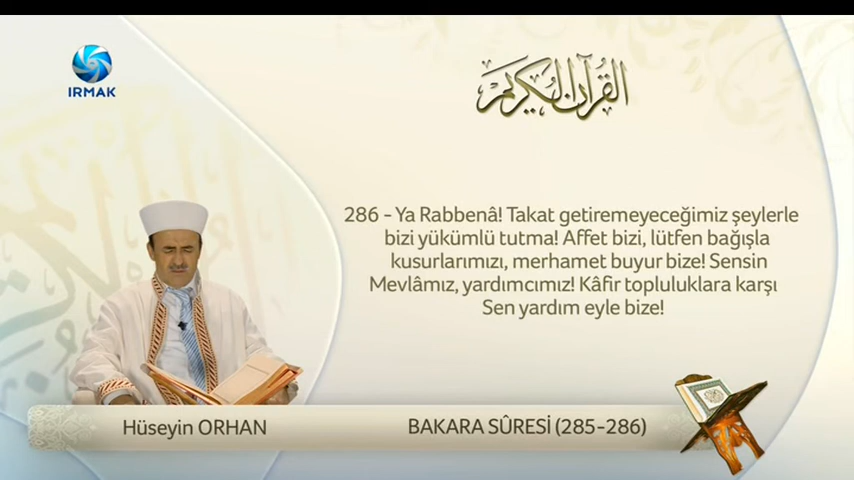 IRMAK
القرآن الكريم
286 - Ya Rabbenâ! Takat getiremeyeceğimiz şeylerle
bizi yükümlü tutma! Affet bizi, lütfen bağışla
kusurlarımızı, merhamet buyur bize! Sensin
Mevlâmız, yardımcımız! Kâfir topluluklara karşı
Sen yardım eyle bize!
Hüseyin ORHAN
BAKARA SÛRESİ (285-286)